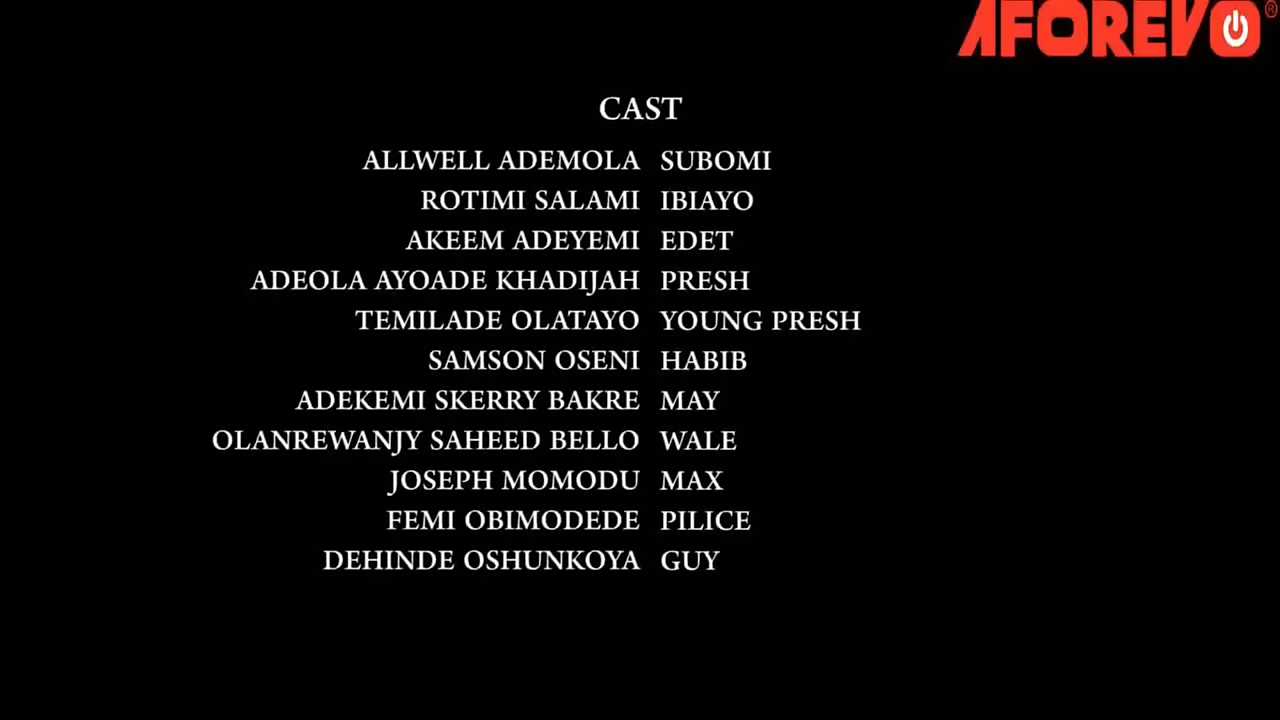 AFOREVO®
CAST
ALLWELL ADEMOLA SUBOMI
ROTIMI SALAMI IBIAYO
AKEEM ADEYEMI EDET
ADEOLA AYOADE KHADIJAH PRESH
TEMILADE OLATAYO YOUNG PRESH
SAMSON OSENI HABIB
ADEKEMI SKERRY BAKRE MAY
OLANREWANJY SAHEED BELLO WALE
JOSEPH MOMODU MAX
FEMI OBIMODEDE PILICE
DEHINDE OSHUNKOYA GUY